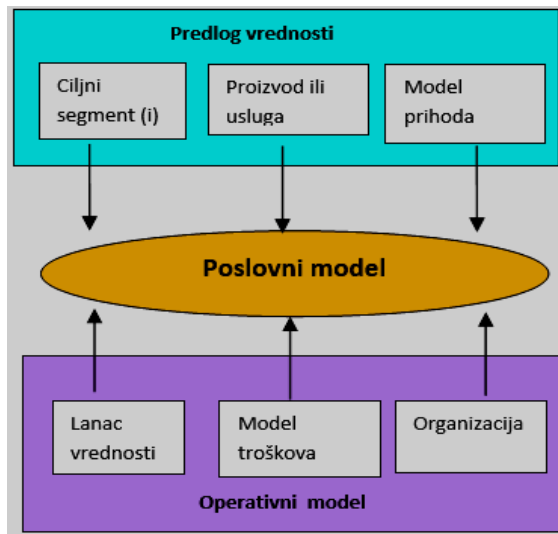 Predlog vrednosti
Ciljni
segment (i)
Proizvod ili
usluga
Model
prihoda
Poslovni model
Lanac
vrednosti
Model
troškova
Organizacija
Operativni model